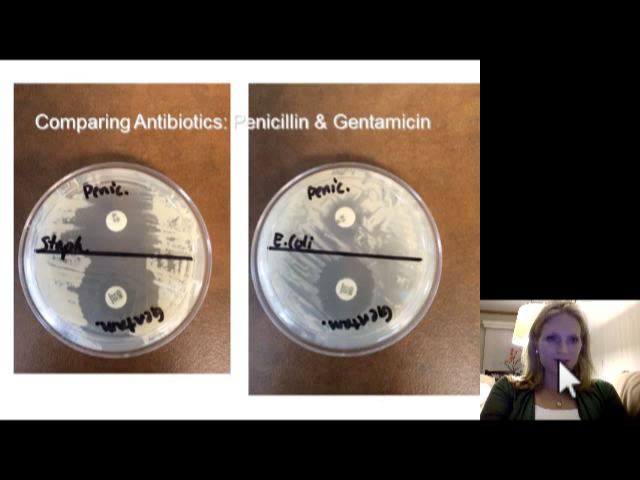 Comparing Antibiotics: Penicillin & Gentamicin
Penic.
Staph.
Gentam.
Penic.
E.Coli
Gentam.